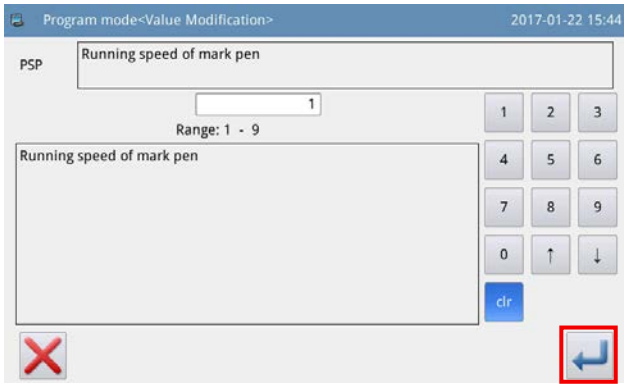 Program mode<Value Modification>
2017-01-22 15:44
PSP
Running speed of mark pen
1
Range: 1 - 9
Running speed of mark pen
1 2 3
4 5 6
7 8 9
0 ↑ ↓
clr